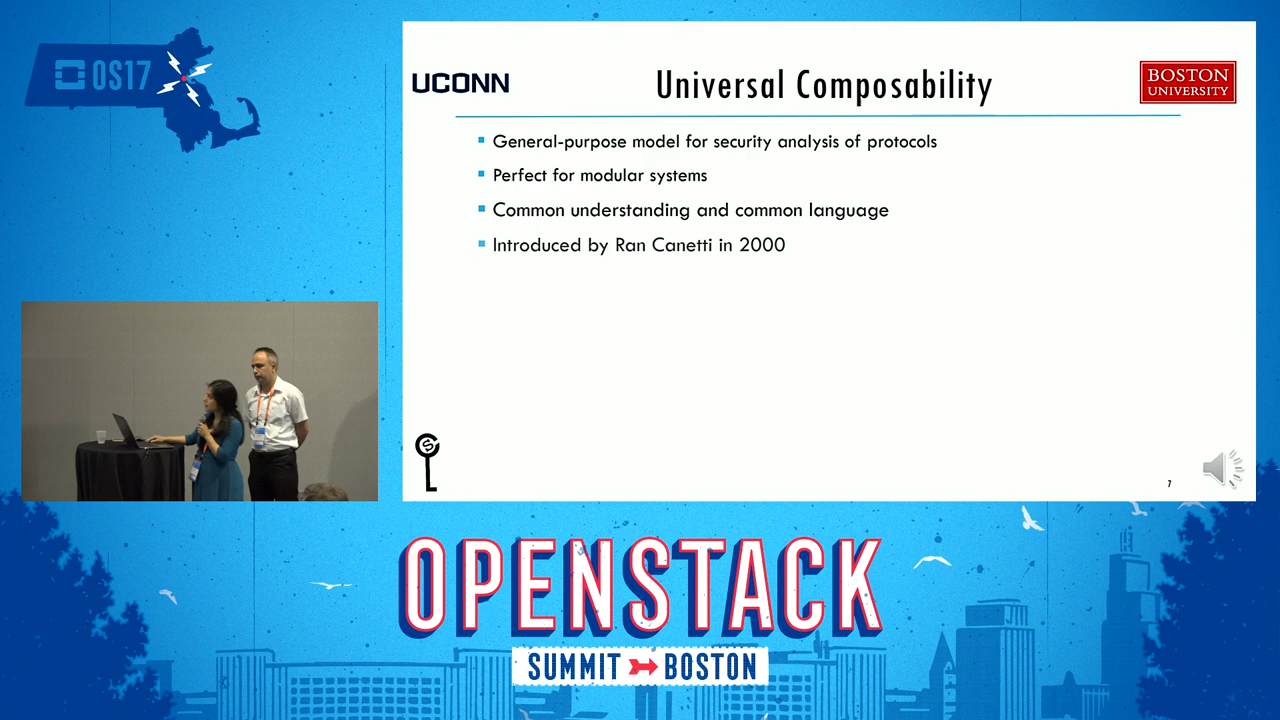 OS17
UCONN
Universal Composability
BOSTON
UNIVERSITY
General-purpose model for security analysis of protocols
Perfect for modular systems
Common understanding and common language
Introduced by Ran Canetti in 2000
7
OPENSTACK
SUMMIT BOSTON